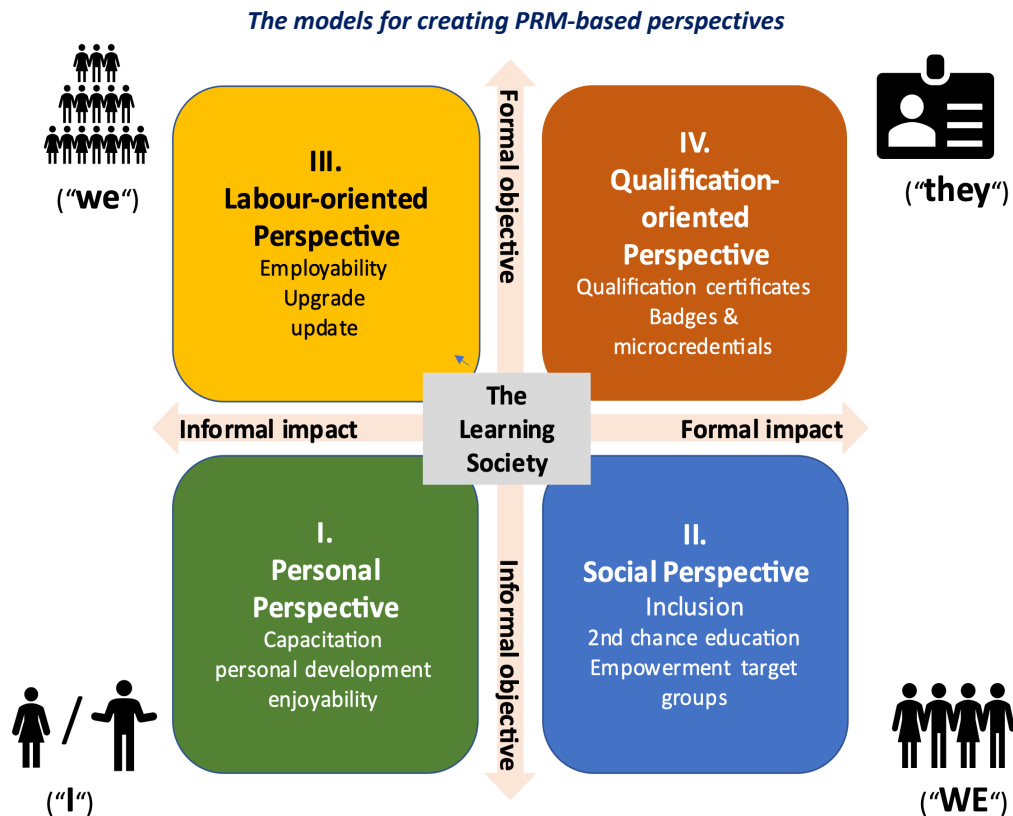 The models for creating PRM-based perspectives
("we")
III.
Labour-oriented
Perspective
Employability
Upgrade
update
Formal objective
IV.
Qualification-
oriented
Perspective
Qualification certificates
Badges &
microcredentials
("they")
Informal impact
The
Learning
Society
Formal impact
I.
Personal
Perspective
Capacitation
personal development
enjoyability
Informal objective
II.
Social Perspective
Inclusion
2nd chance education
Empowerment target
groups
/
("I")
("WE")